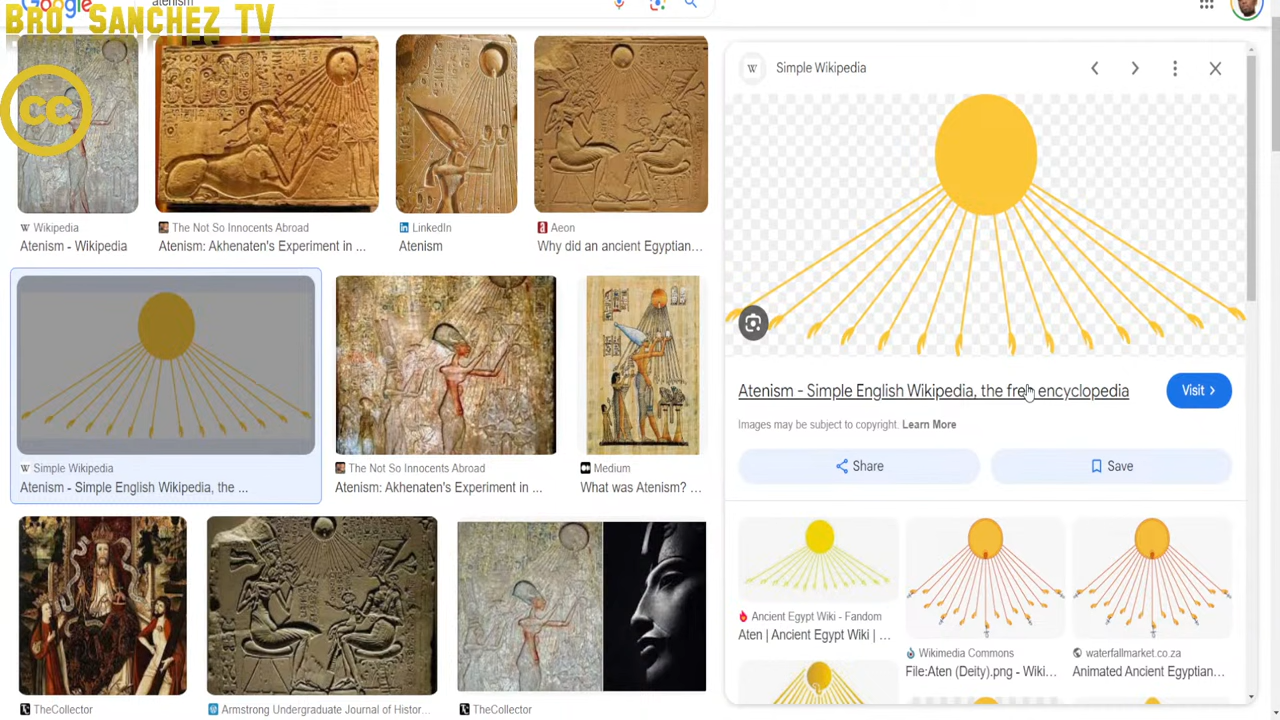 BRO. SANCHEZ TV
Google
atenism
CC
Wikipedia
Atenism - Wikipedia
The Not So Innocents Abroad
Atenism: Akhenaten's Experiment in ...
LinkedIn
Atenism
Aeon
Why did an ancient Egyptian...
Simple Wikipedia
Atenism - Simple English Wikipedia, the ...
The Not So Innocents Abroad
Atenism: Akhenaten's Experiment in ...
Medium
What was Atenism? ...
TheCollector
Armstrong Undergraduate Journal of Histor...
TheCollector
W
Simple Wikipedia
Atenism - Simple English Wikipedia, the free encyclopedia
Visit
Images may be subject to copyright. Learn More
Share
Save
Ancient Egypt Wiki - Fandom
Aten | Ancient Egypt Wiki | ...
Wikimedia Commons
File:Aten (Deity).png - Wiki...
waterfallmarket.co.za
Animated Ancient Egyptian...